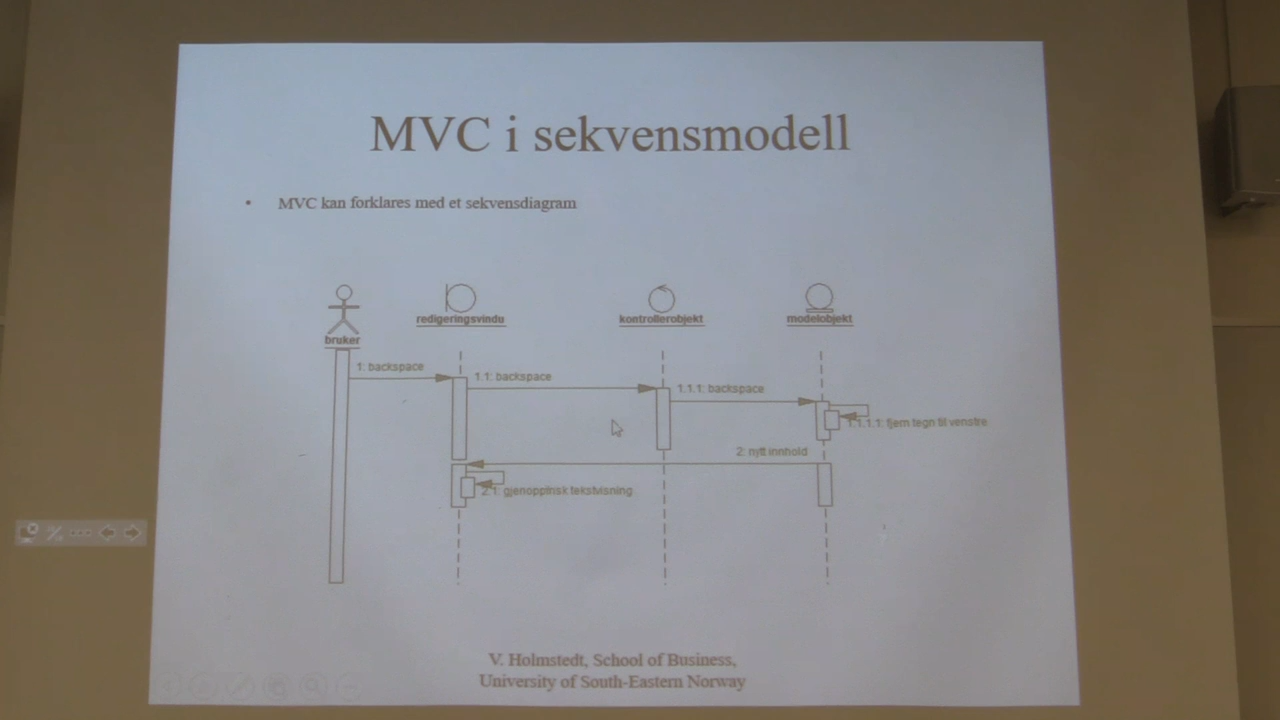 MVC i sekvensmodell
• MVC kan forklares med et sekvensdiagram
redigeringsvindu
kontrollerobjekt
modelobjekt
bruker
1: backspace
1.1: backspace
1.1.1: backspace
1.1.1.1: fjern tegn til venstre
2: nytt innhold
2.1: gjenoppfrisk tekstvisning
V. Holmstedt, School of Business,
University of South-Eastern Norway